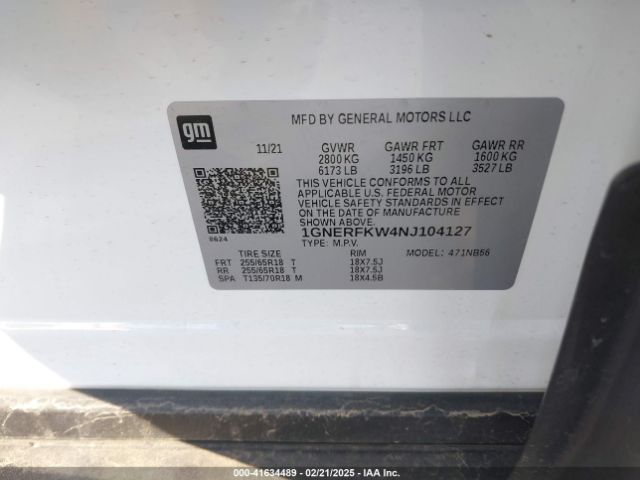 gm
MFD BY GENERAL MOTORS LLC
11/21 GVWR GAWR FRT GAWR RR
2800 KG 1450 KG 1600 KG
6173 LB 3196 LB 3527 LB
THIS VEHICLE CONFORMS TO ALL
APPLICABLE U.S. FEDERAL MOTOR
VEHICLE SAFETY STANDARDS IN EFFECT
ON THE DATE OF MANUFACTURE
SHOWN ABOVE.
1GNERFKW4NJ104127
8624
TYPE: M.P.V.
TIRE SIZE RIM MODEL: 471NB56
FRT 255/65R18 T 18X7.5J
RR 255/65R18 T 18X7.5J
SPA T135/70R18 M 18X4.5B
000-41634489 - 02/21/2025 - IAA Inc.